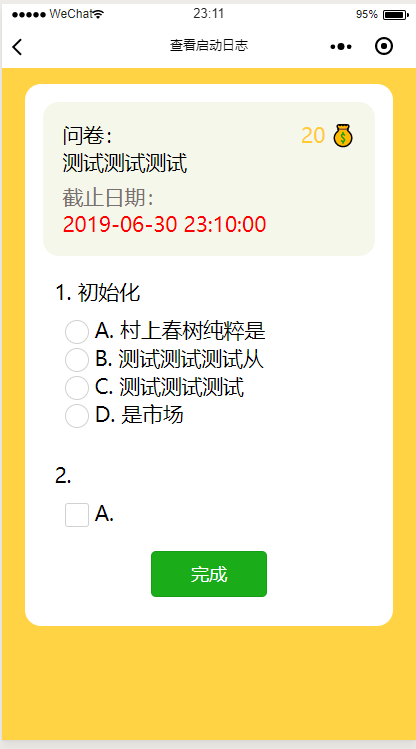 ●●●●● WeChat 23:11 95%
查看启动日志
问卷: 20
测试测试测试
截止日期:
2019-06-30 23:10:00
1. 初始化
A. 村上春树纯粹是
B. 测试测试测试从
C. 测试测试测试
D. 是市场
2.
A.
完成